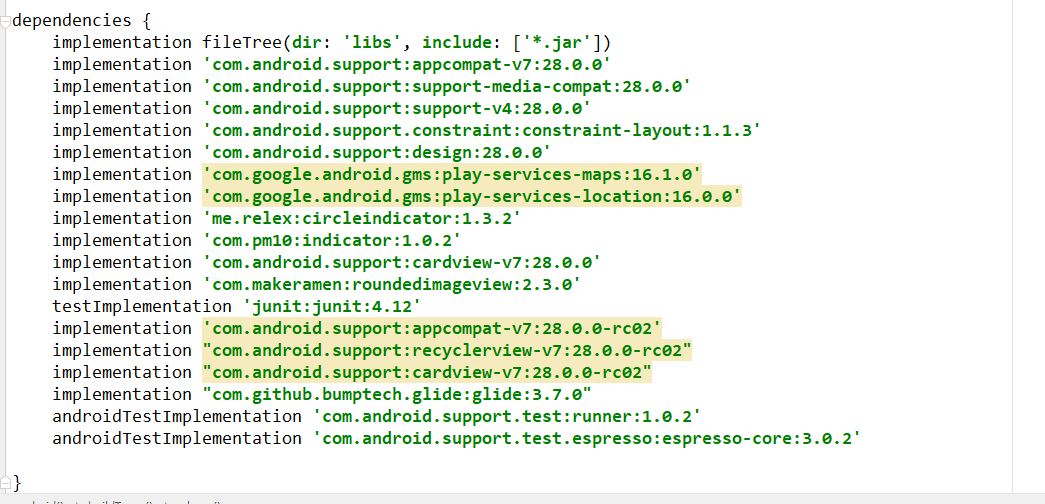 dependencies {
implementation fileTree(dir: 'libs', include: ['*.jar'])
implementation 'com.android.support:appcompat-v7:28.0.0'
implementation 'com.android.support:support-media-compat:28.0.0'
implementation 'com.android.support:support-v4:28.0.0'
implementation 'com.android.support.constraint:constraint-layout:1.1.3'
implementation 'com.android.support:design:28.0.0'
implementation 'com.google.android.gms:play-services-maps:16.1.0'
implementation 'com.google.android.gms:play-services-location:16.0.0'
implementation 'me.relex:circleindicator:1.3.2'
implementation 'com.pm10:indicator:1.0.2'
implementation 'com.android.support:cardview-v7:28.0.0'
implementation 'com.makeramen:roundedimageview:2.3.0'
testImplementation 'junit:junit:4.12'
implementation 'com.android.support:appcompat-v7:28.0.0-rc02'
implementation "com.android.support:recyclerview-v7:28.0.0-rc02"
implementation "com.android.support:cardview-v7:28.0.0-rc02"
implementation "com.github.bumptech.glide:glide:3.7.0"
androidTestImplementation 'com.android.support.test:runner:1.0.2'
androidTestImplementation 'com.android.support.test.espresso:espresso-core:3.0.2'
}